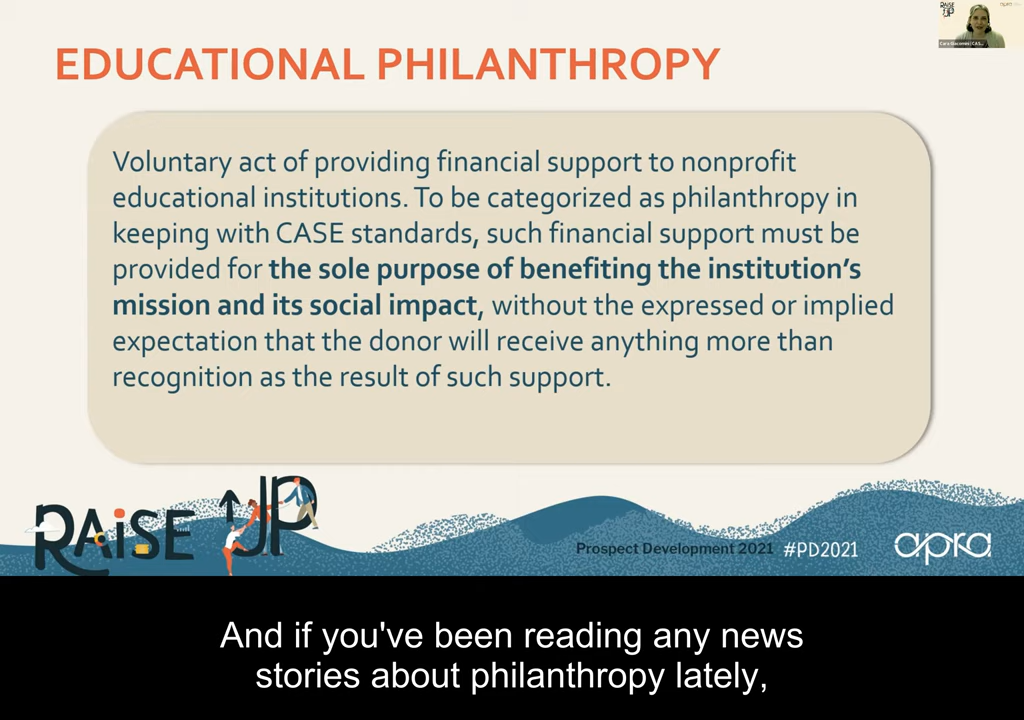 EDUCATIONAL PHILANTHROPY
Voluntary act of providing financial support to nonprofit
educational institutions. To be categorized as philanthropy in
keeping with CASE standards, such financial support must be
provided for the sole purpose of benefiting the institution's
mission and its social impact, without the expressed or implied
expectation that the donor will receive anything more than
recognition as the result of such support.
RAiSE UP
Prospect Development 2021 #PD2021 apra
And if you've been reading any news
stories about philanthropy lately,